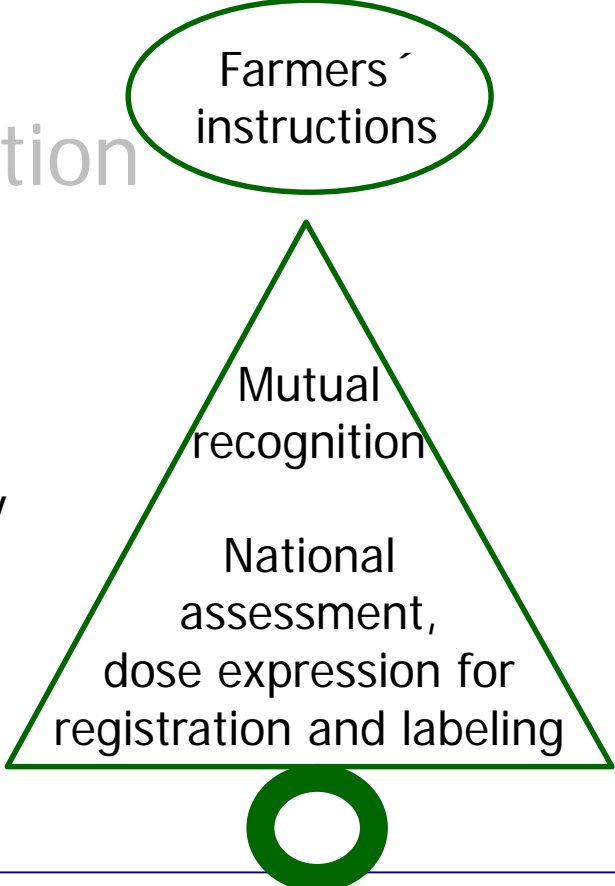 Farmers´
instructions
tion
Mutual
recognition
y
National
assessment,
dose expression for
registration and labeling